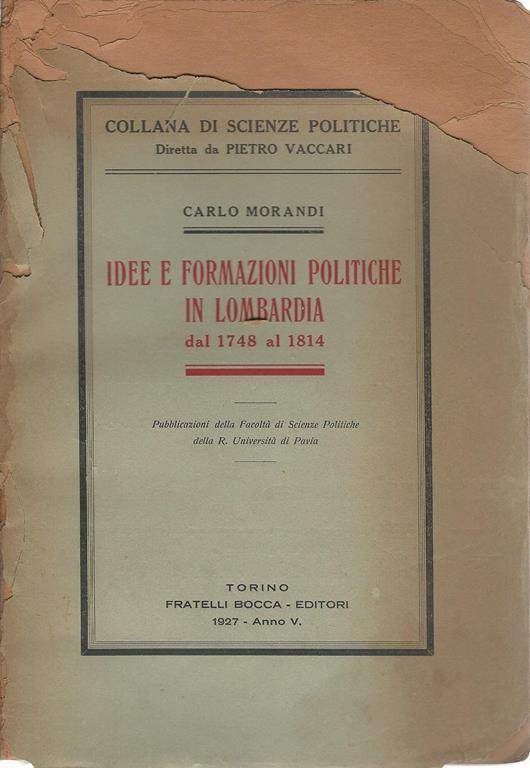 COLLANA DI SCIENZE POLITICHE
Diretta da PIETRO VACCARI
CARLO MORANDI
IDEE E FORMAZIONI POLITICHE
IN LOMBARDIA
dal 1748 al 1814
Pubblicazioni della Facoltà di Scienze Politiche
della R. Università di Pavia
TORINO
FRATELLI BOCCA - EDITORI
1927 - Anno V.